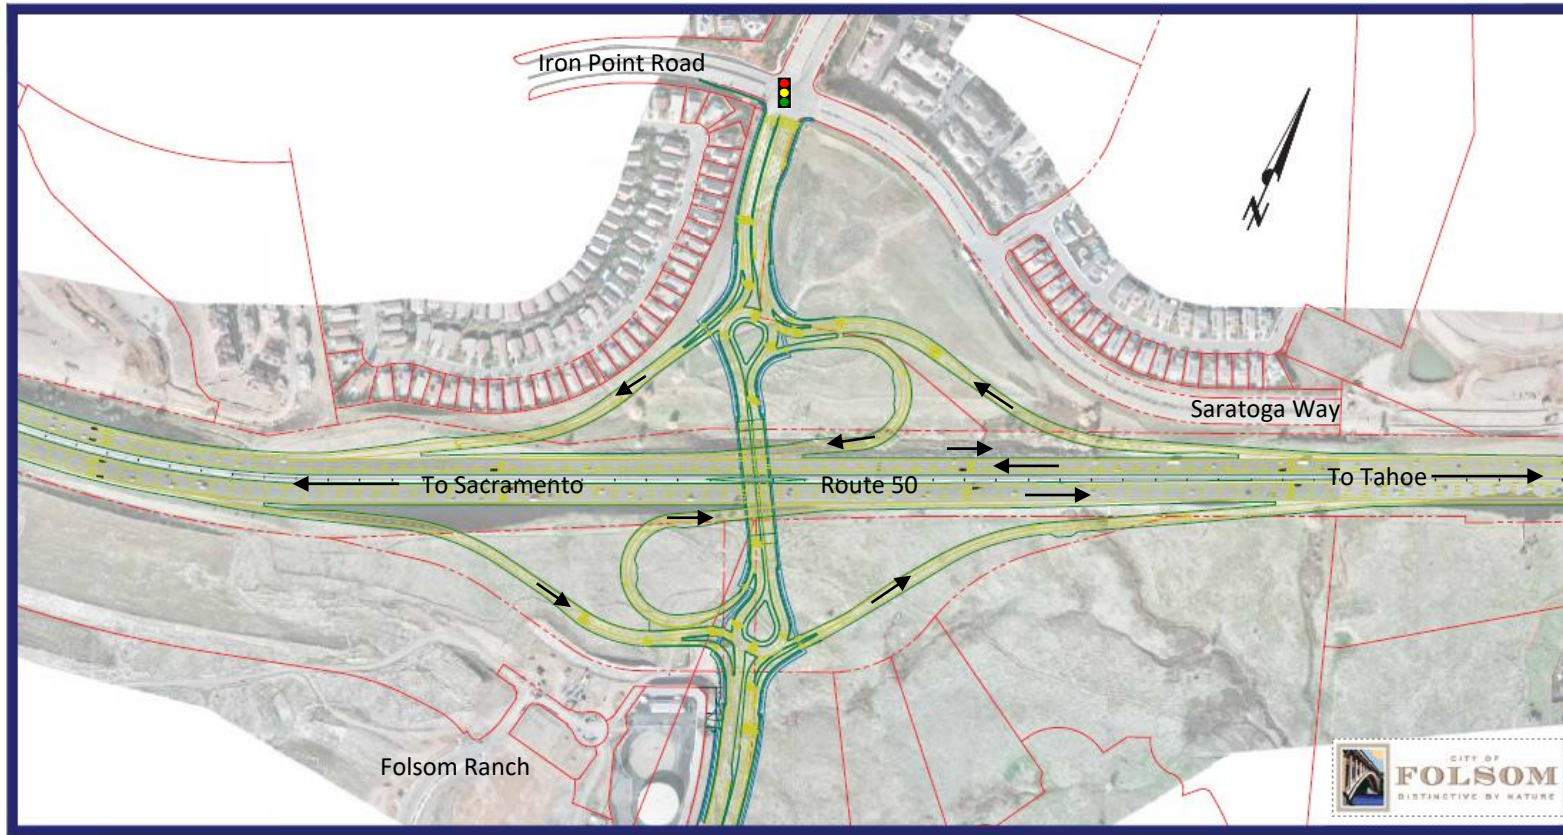 Iron Point Road
N
Saratoga Way
To Sacramento
Route 50
To Tahoe
Folsom Ranch
CITY OF
FOLSOM
DISTINCTIVE BY NATURE